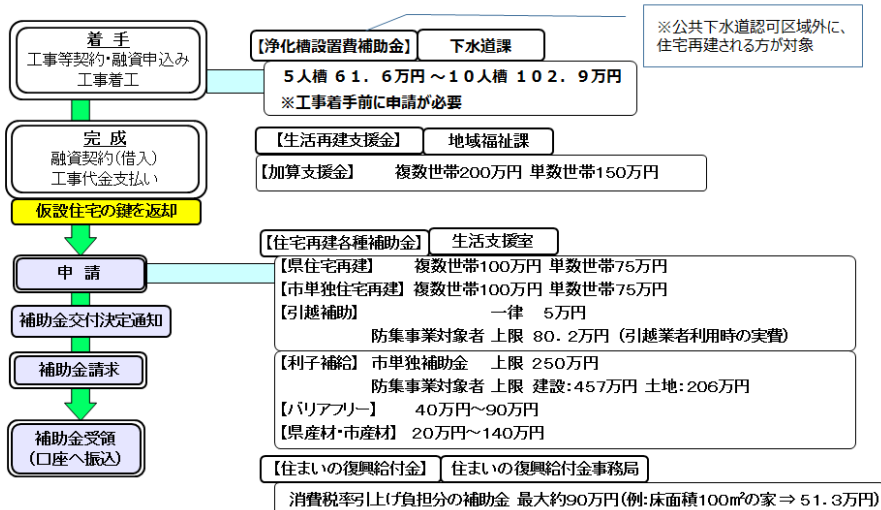 着 手
工事等契約・融資申込み
工事着工
【浄化槽設置費補助金】 下水道課
※公共下水道認可区域外に、
住宅再建される方が対象
5人槽 61.6万円 ～10人槽 102.9万円
※工事着手前に申請が必要
完 成
融資契約(借入)
工事代金支払い
【生活再建支援金】 地域福祉課
【加算支援金】 複数世帯200万円 単数世帯150万円
仮設住宅の鍵を返却
【住宅再建各種補助金】 生活支援室
申 請
【県住宅再建】 複数世帯100万円 単数世帯75万円
【市単独住宅再建】 複数世帯100万円 単数世帯75万円
【引越補助】 一律 5万円
防集事業対象者 上限 80.2万円 (引越業者利用時の実費)
補助金交付決定通知
補助金請求
【利子補給】 市単独補助金 上限 250万円
防集事業対象者 上限 建設:457万円 土地:206万円
【バリアフリー】 40万円～90万円
【県産材・市産材】 20万円～140万円
補助金受領
(口座へ振込)
【住まいの復興給付金】 住まいの復興給付金事務局
消費税率引上げ負担分の補助金 最大約90万円(例:床面積100㎡の家 ⇒ 51.3万円)